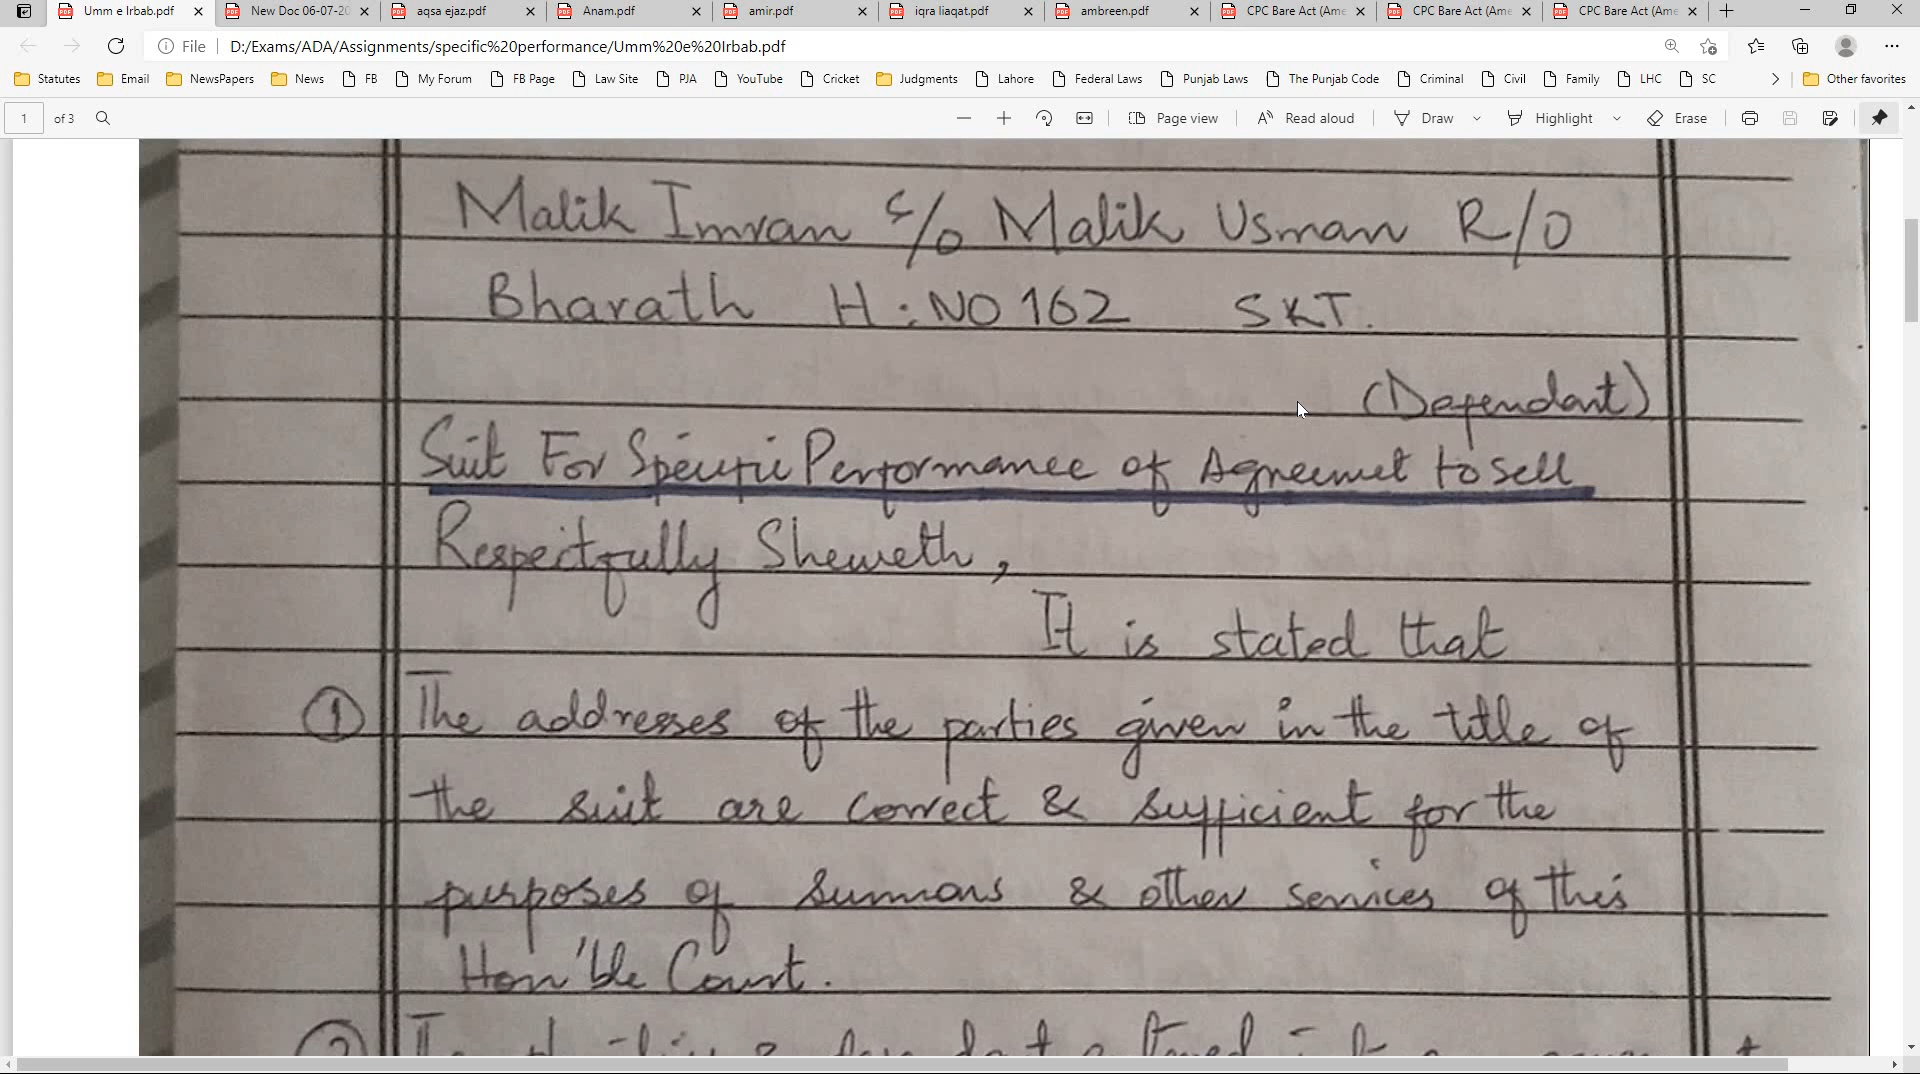 Umm e Irbab.pdf
New Doc 06-07-20
aqsa ejaz.pdf
Anam.pdf
amir.pdf
iqra liaqat.pdf
ambreen.pdf
CPC Bare Act (Ame
CPC Bare Act (Ame
CPC Bare Act (Ame
File
D:/Exams/ADA/Assignments/specific%20performance/Umm%20e%20Irbab.pdf
Statutes
Email
NewsPapers
News
FB
My Forum
FB Page
Law Site
PJA
YouTube
Cricket
Judgments
Lahore
Federal Laws
Punjab Laws
The Punjab Code
Criminal
Civil
Family
LHC
SC
Other favorites
1 of 3
Page view
Read aloud
Draw
Highlight
Erase
Malik Imran S/o Malik Usman R/O
Bharath H:NO 162 SKT.
(Defendant)
Suit For Specific Performance of Agreemet to sell
Respectfully Sheweth,
It is stated that
① The addresses of the parties given in the title of
the suit are correct & sufficient for the
purposes of summons & other services of this
Hon'ble Court.